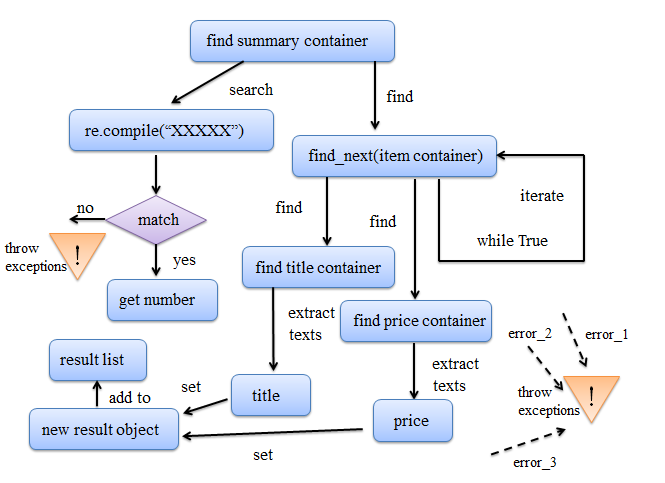 find summary container
search
find
re.compile(“XXXXX”)
find_next(item container)
iterate
while True
no
match
find
find
throw
exceptions
!
yes
find title container
get number
extract
texts
find price container
error_2
error_1
result list
extract
texts
set
title
add to
throw
exceptions
!
new result object
price
set
error_3